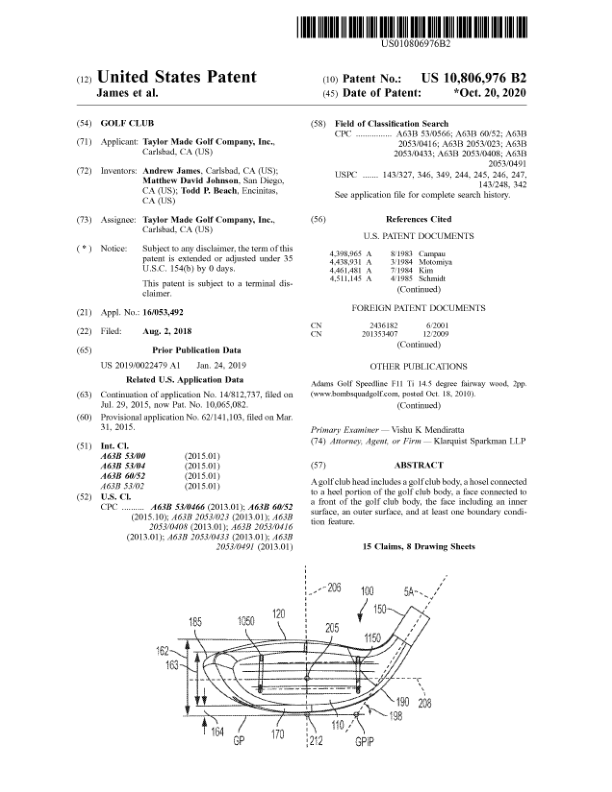 US010806976B2
(12) United States Patent
James et al.
(10) Patent No.: US 10,806,976 B2
(45) Date of Patent: *Oct. 20, 2020
(54) GOLF CLUB
(71) Applicant: Taylor Made Golf Company, Inc.,
Carlsbad, CA (US)
(72) Inventors: Andrew James, Carlsbad, CA (US);
Matthew David Johnson, San Diego,
CA (US); Todd P. Beach, Encinitas,
CA (US)
(73) Assignee: Taylor Made Golf Company, Inc.,
Carlsbad, CA (US)
( * ) Notice: Subject to any disclaimer, the term of this
patent is extended or adjusted under 35
U.S.C. 154(b) by 0 days.
This patent is subject to a terminal dis-
claimer.
(21) Appl. No.: 16/053,492
(22) Filed: Aug. 2, 2018
(65) Prior Publication Data
US 2019/0022479 A1 Jan. 24, 2019
Related U.S. Application Data
(63) Continuation of application No. 14/812,737, filed on
Jul. 29, 2015, now Pat. No. 10,065,082.
(60) Provisional application No. 62/141,103, filed on Mar.
31, 2015.
(51) Int. Cl.
A63B 53/00 (2015.01)
A63B 53/04 (2015.01)
A63B 60/52 (2015.01)
A63B 53/02 (2015.01)
(52) U.S. Cl.
CPC .......... A63B 53/0466 (2013.01); A63B 60/52
(2015.10); A63B 2053/023 (2013.01); A63B
2053/0408 (2013.01); A63B 2053/0416
(2013.01); A63B 2053/0433 (2013.01); A63B
2053/0491 (2013.01)
(58) Field of Classification Search
CPC ............... A63B 53/0566; A63B 60/52; A63B
2053/0416; A63B 2053/023; A63B
2053/0433; A63B 2053/0408; A63B
2053/0491
USPC ....... 143/327, 346, 349, 244, 245, 246, 247,
143/248, 342
See application file for complete search history.
(56) References Cited
U.S. PATENT DOCUMENTS
4,398,965 A 8/1983 Campau
4,438,931 A 3/1984 Motomiya
4,461,481 A 7/1984 Kim
4,511,145 A 4/1985 Schmidt
(Continued)
FOREIGN PATENT DOCUMENTS
CN 2436182 6/2001
CN 201353407 12/2009
(Continued)
OTHER PUBLICATIONS
Adams Golf Speedline F11 Ti 14.5 degree fairway wood, 2pp.
(www.bombsquadgolf.com, posted Oct. 18, 2010).
(Continued)
Primary Examiner — Vishu K Mendiratta
(74) Attorney, Agent, or Firm — Klarquist Sparkman LLP
(57) ABSTRACT
A golf club head includes a golf club body, a hosel connected
to a heel portion of the golf club body, a face connected to
a front of the golf club body, the face including an inner
surface, an outer surface, and at least one boundary condi-
tion feature.
15 Claims, 8 Drawing Sheets
206
100
5A
150
120
185
1050
205
1150
162
163
190
208
198
164
GP
170
212
110
GPIP